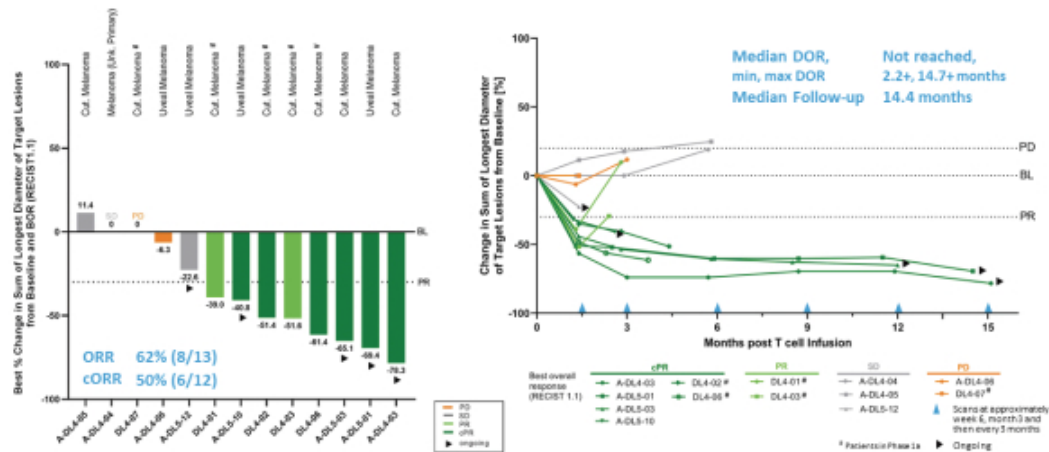 Cut. Melanoma
Melanoma (Unk. Primary)
Cut. Melanoma #
Uveal Melanoma
Uveal Melanoma
Cut. Melanoma #
Cut. Melanoma
Cut. Melanoma #
Cut. Melanoma #
Cut. Melanoma #
Cut. Melanoma
Uveal Melanoma
Cut. Melanoma
Best % Change in Sum of Longest Diameter of Target Lesions
from Baseline and BOR (RECIST1.1)
100
50
0
-50
-100
11.4
SD
0
PD
0
-6.3
-22.6
-39.0
-40.8
-51.4
-51.6
-61.4
-65.1
-69.4
-78.3
BL
PR
ORR 62% (8/13)
cORR 50% (6/12)
A-DL4-05
A-DL4-04
DL4-07
A-DL4-06
A-DL5-12
DL4-01
A-DL5-10
DL4-02
DL4-03
DL4-06
A-DL5-03
A-DL5-01
A-DL4-03
PD
SD
PR
cPR
ongoing
Change in Sum of Longest Diameter
of Target Lesions from Baseline [%]
100
50
0
-50
-100
Median DOR, Not reached,
min, max DOR 2.2+, 14.7+ months
Median Follow-up 14.4 months
PD
BL
PR
0 3 6 9 12 15
Months post T cell Infusion
Best overall
response
(RECIST 1.1)
cPR
A-DL4-03
A-DL5-01
A-DL5-03
A-DL5-10
DL4-02 #
DL4-06 #
PR
DL4-01 #
DL4-03 #
SD
A-DL4-04
A-DL4-05
A-DL5-12
PD
A-DL4-06
DL4-07 #
Scans at approximately
week 6, month3 and
then every 3 months
# Patients in Phase 1a
Ongoing